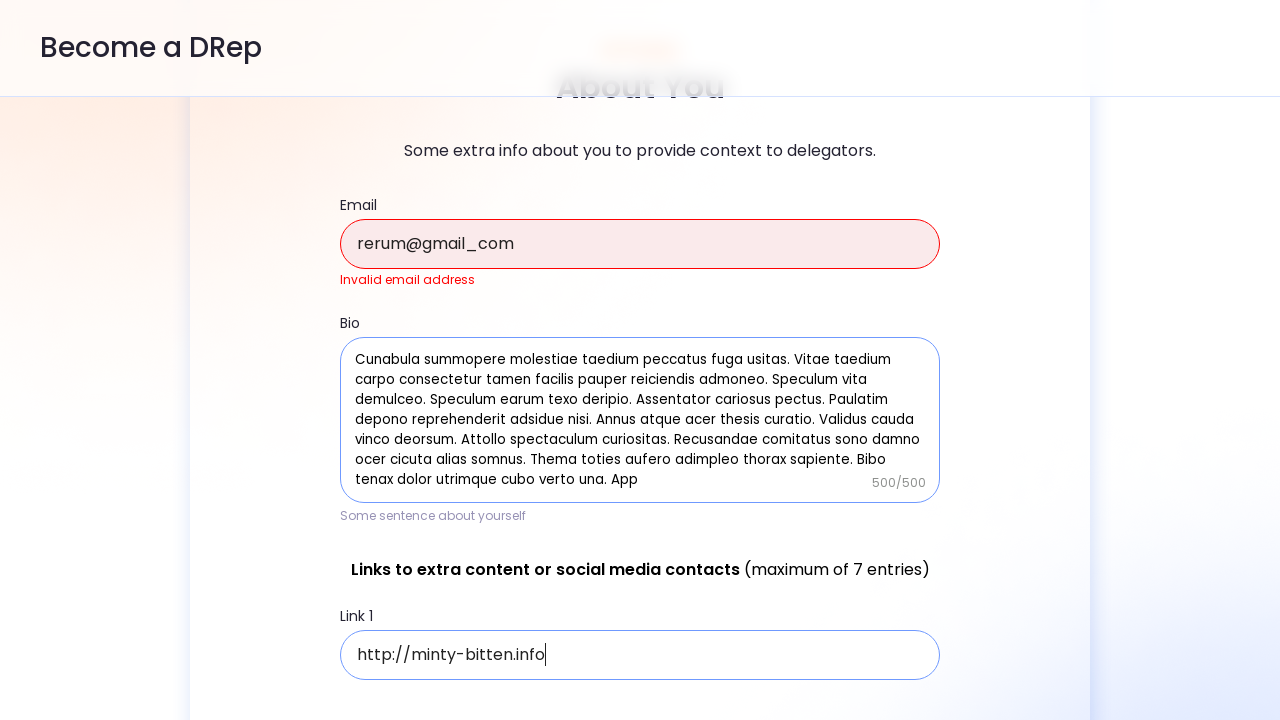 Become a DRep
About You
Some extra info about you to provide context to delegators.
Email
rerum@gmail_com
Invalid email address
Bio
Cunabula summopere molestiae taedium peccatus fuga usitas. Vitae taedium
carpo consectetur tamen facilis pauper reiciendis admoneo. Speculum vita
demulceo. Speculum earum texo deripio. Assentator cariosus pectus. Paulatim
depono reprehenderit adsidue nisi. Annus atque acer thesis curatio. Validus cauda
vinco deorsum. Attollo spectaculum curiositas. Recusandae comitatus sono damno
ocer cicuta alias somnus. Thema toties aufero adimpleo thorax sapiente. Bibo
tenax dolor utrimque cubo verto una. App
500/500
Some sentence about yourself
Links to extra content or social media contacts (maximum of 7 entries)
Link 1
http://minty-bitten.info